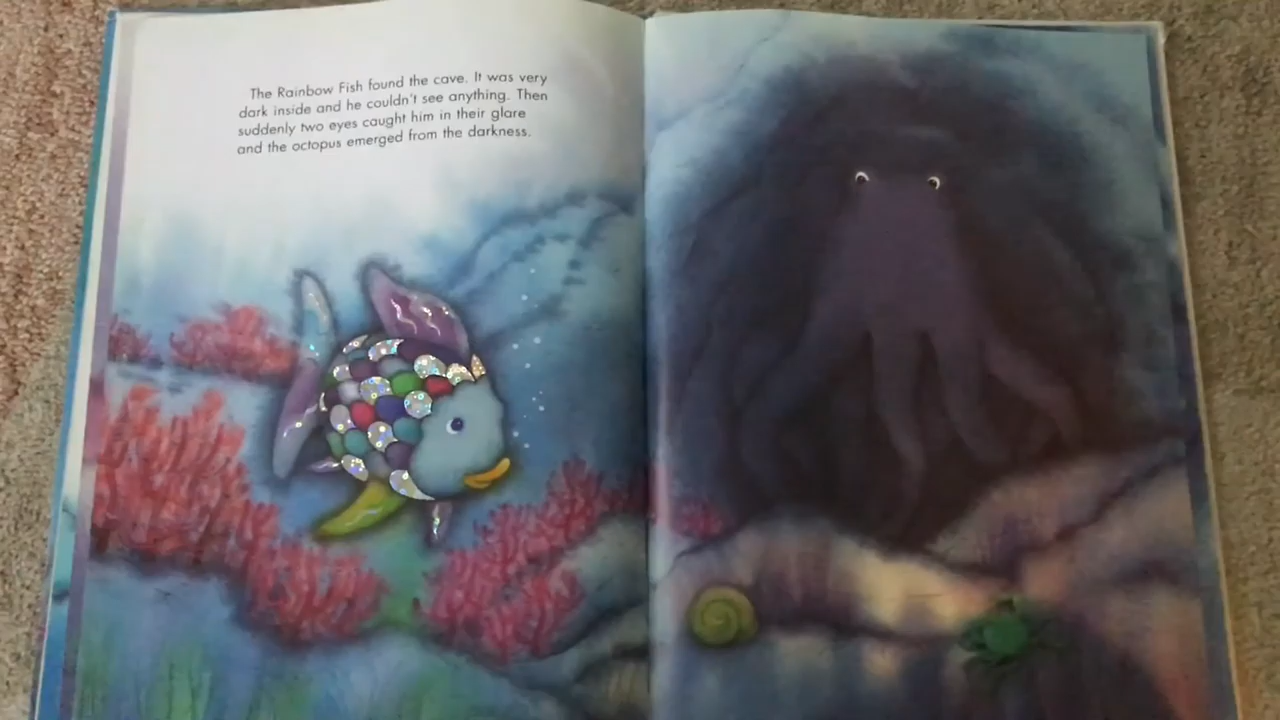 The Rainbow Fish found the cave. It was very
dark inside and he couldn't see anything. Then
suddenly two eyes caught him in their glare
and the octopus emerged from the darkness.